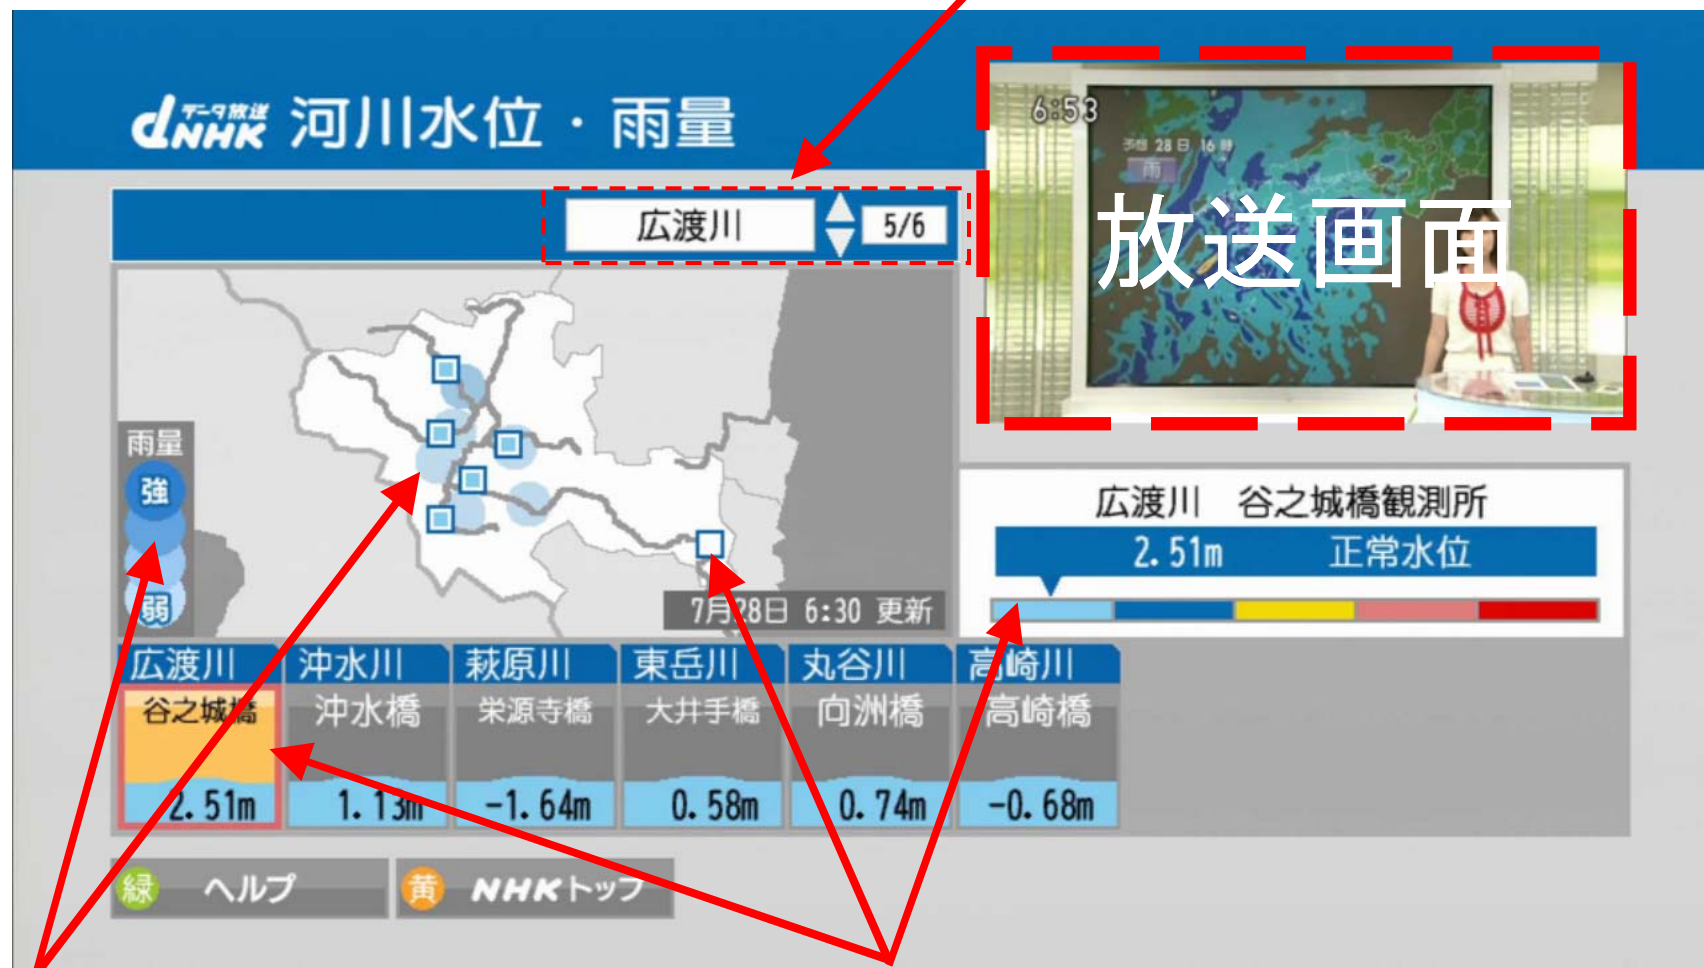 データ放送
dNHK 河川水位・雨量
6:53
予想 28日 16時
雨
放送画面
広渡川 5/6
雨量
強
弱
7月28日 6:30 更新
広渡川 谷之城橋観測所
2.51m 正常水位
広渡川 沖水川 萩原川 東岳川 丸谷川 高崎川
谷之城橋 沖水橋 栄源寺橋 大井手橋 向洲橋 高崎橋
2.51m 1.13m -1.64m 0.58m 0.74m -0.68m
緑 ヘルプ 黄 NHKトップ